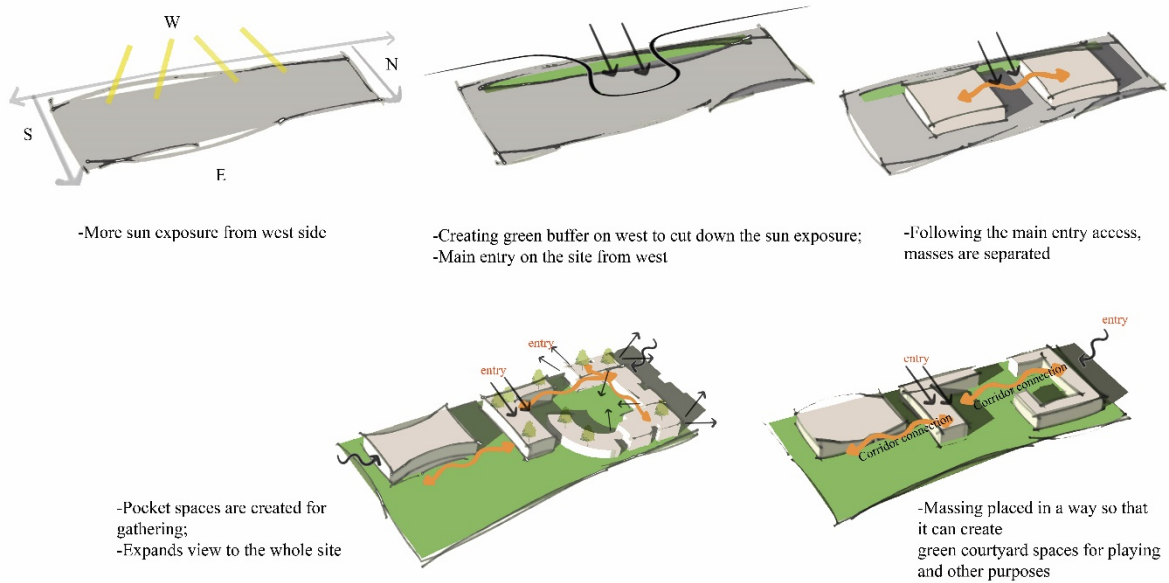 W
N
S
E
-More sun exposure from west side
-Creating green buffer on west to cut down the sun exposure;
-Main entry on the site from west
-Following the main entry access,
masses are separated
entry
entry
-Pocket spaces are created for
gathering;
-Expands view to the whole site
entry
entry
Corridor connection
Corridor connection
-Massing placed in a way so that
it can create
green courtyard spaces for playing
and other purposes